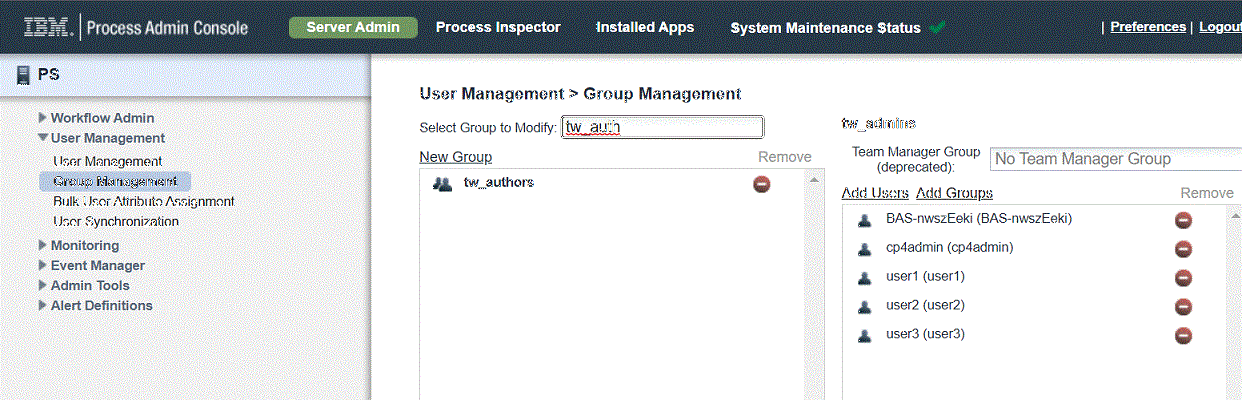 IBM. Process Admin Console Server Admin Process Inspector Installed Apps System Maintenance Status | Preferences | Logout
PS
Workflow Admin
User Management
User Management
Group Management
Bulk User Attribute Assignment
User Synchronization
Monitoring
Event Manager
Admin Tools
Alert Definitions
User Management > Group Management
Select Group to Modify: tw_auth
New Group Remove
tw_authors
tw_admins
Team Manager Group
(deprecated): No Team Manager Group
Add Users Add Groups Remove
BAS-nwszEeki (BAS-nwszEeki)
cp4admin (cp4admin)
user1 (user1)
user2 (user2)
user3 (user3)